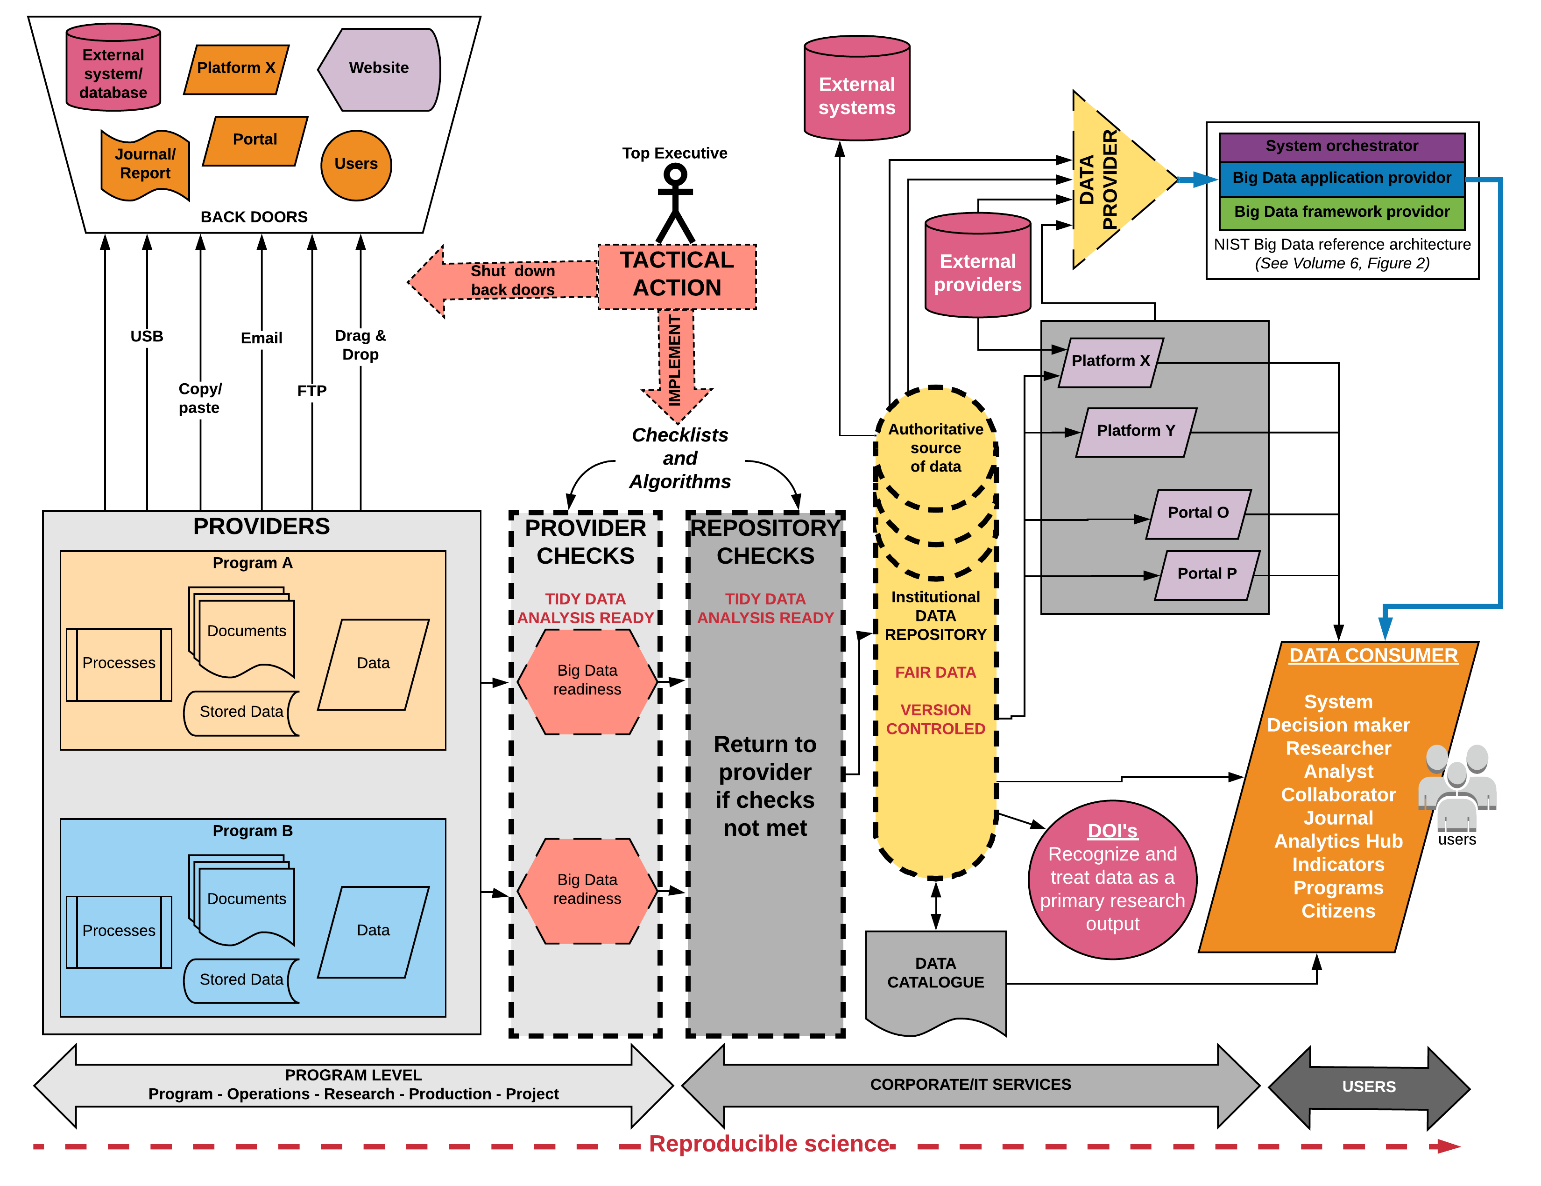 External
system/
database
Platform X
Website
Journal/
Report
Portal
Users
BACK DOORS
USB
Copy/
paste
Email
FTP
Drag &
Drop
Top Executive
TACTICAL
ACTION
Shut down
back doors
IMPLEMENT
Checklists
and
Algorithms
PROVIDERS
Program A
Processes
Documents
Stored Data
Data
Program B
Processes
Documents
Stored Data
Data
PROVIDER
CHECKS
TIDY DATA
ANALYSIS READY
Big Data
readiness
Big Data
readiness
REPOSITORY
CHECKS
TIDY DATA
ANALYSIS READY
Return to
provider
if checks
not met
External
systems
External
providers
DATA
PROVIDER
System orchestrator
Big Data application providor
Big Data framework providor
NIST Big Data reference architecture
(See Volume 6, Figure 2)
Authoritative
source
of data
Institutional
DATA
REPOSITORY
FAIR DATA
VERSION
CONTROLED
Platform X
Platform Y
Portal O
Portal P
DOI's
Recognize and
treat data as a
primary research
output
DATA
CATALOGUE
DATA CONSUMER
System
Decision maker
Researcher
Analyst
Collaborator
Journal
Analytics Hub
Indicators
Programs
Citizens
users
PROGRAM LEVEL
Program - Operations - Research - Production - Project
CORPORATE/IT SERVICES
USERS
Reproducible science